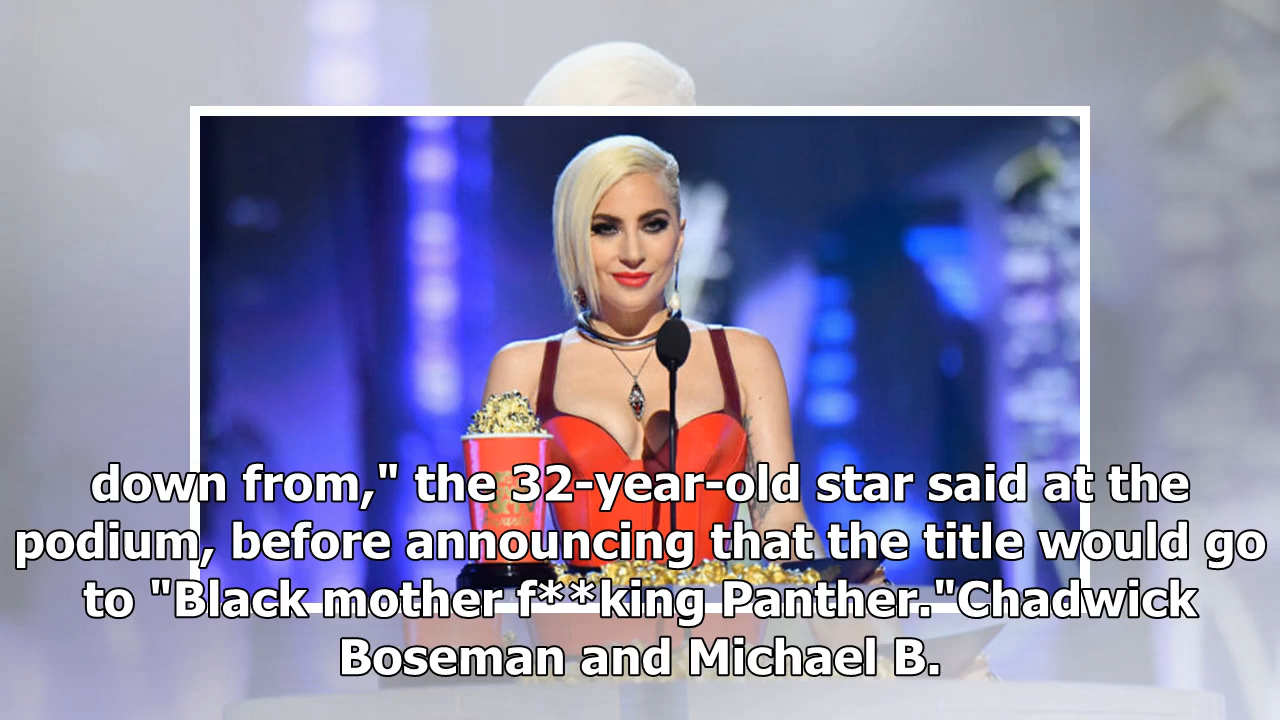 down from," the 32-year-old star said at the
podium, before announcing that the title would go
to "Black mother f**king Panther."Chadwick
Boseman and Michael B.